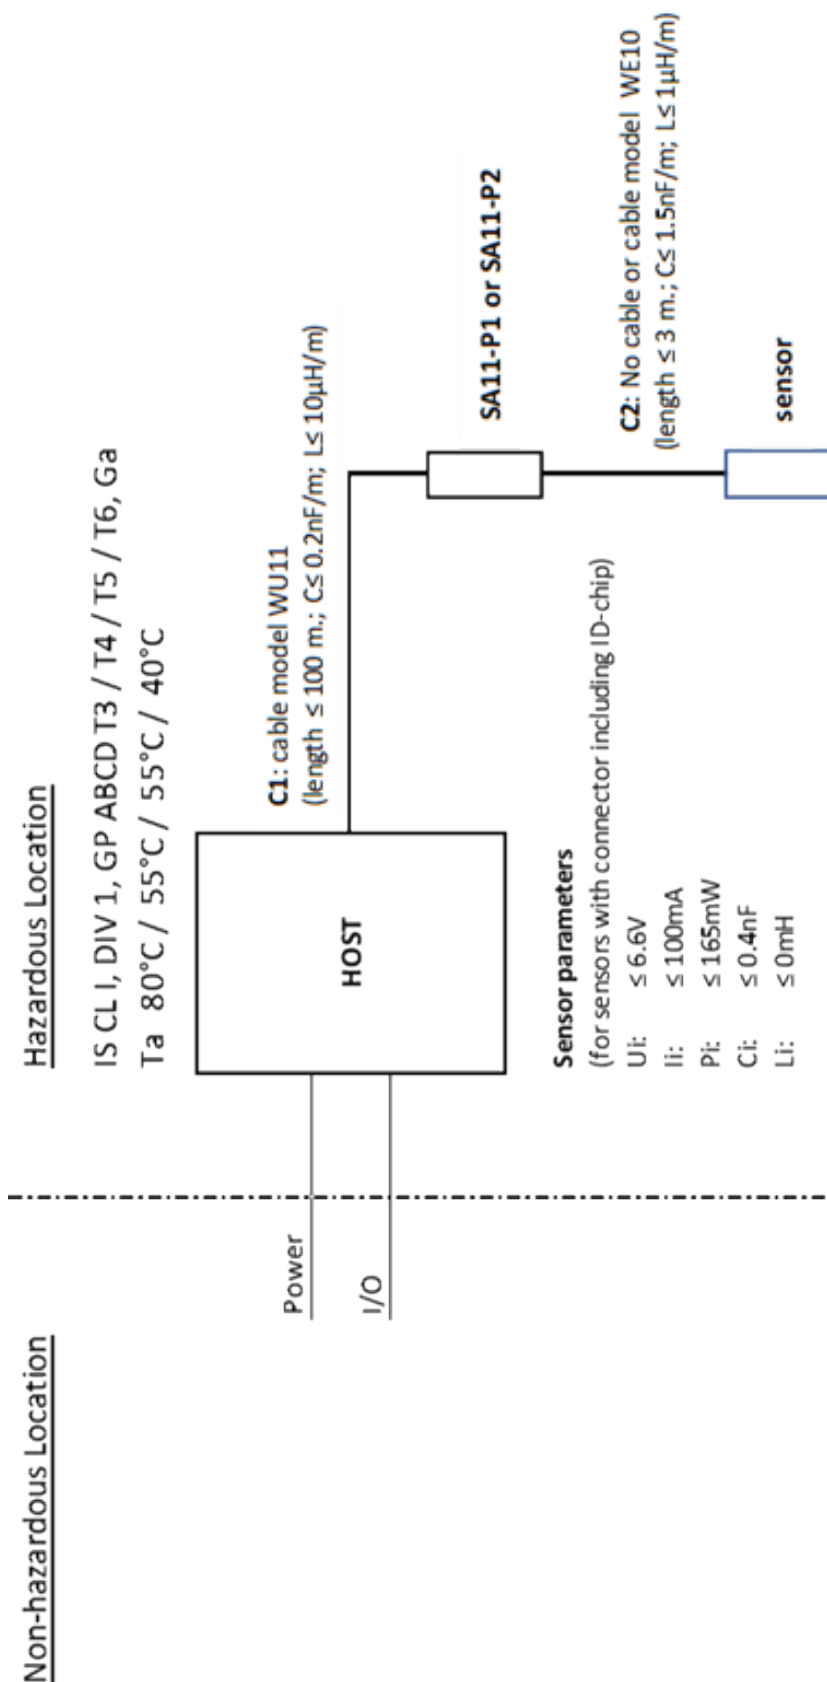 Non-hazardous Location
Hazardous Location
IS CL I, DIV 1, GP ABCD T3 / T4 / T5 / T6, Ga
Ta 80°C / 55°C / 55°C / 40°C
Power
I/O
HOST
C1: cable model WU11
(length ≤ 100 m.; C≤ 0.2nF/m; L≤ 10µH/m)
SA11-P1 or SA11-P2
C2: No cable or cable model WE10
(length ≤ 3 m.; C≤ 1.5nF/m; L≤ 1µH/m)
sensor
Sensor parameters
(for sensors with connector including ID-chip)
Ui: ≤ 6.6V
Ii: ≤ 100mA
Pi: ≤ 165mW
Ci: ≤ 0.4nF
Li: ≤ 0mH